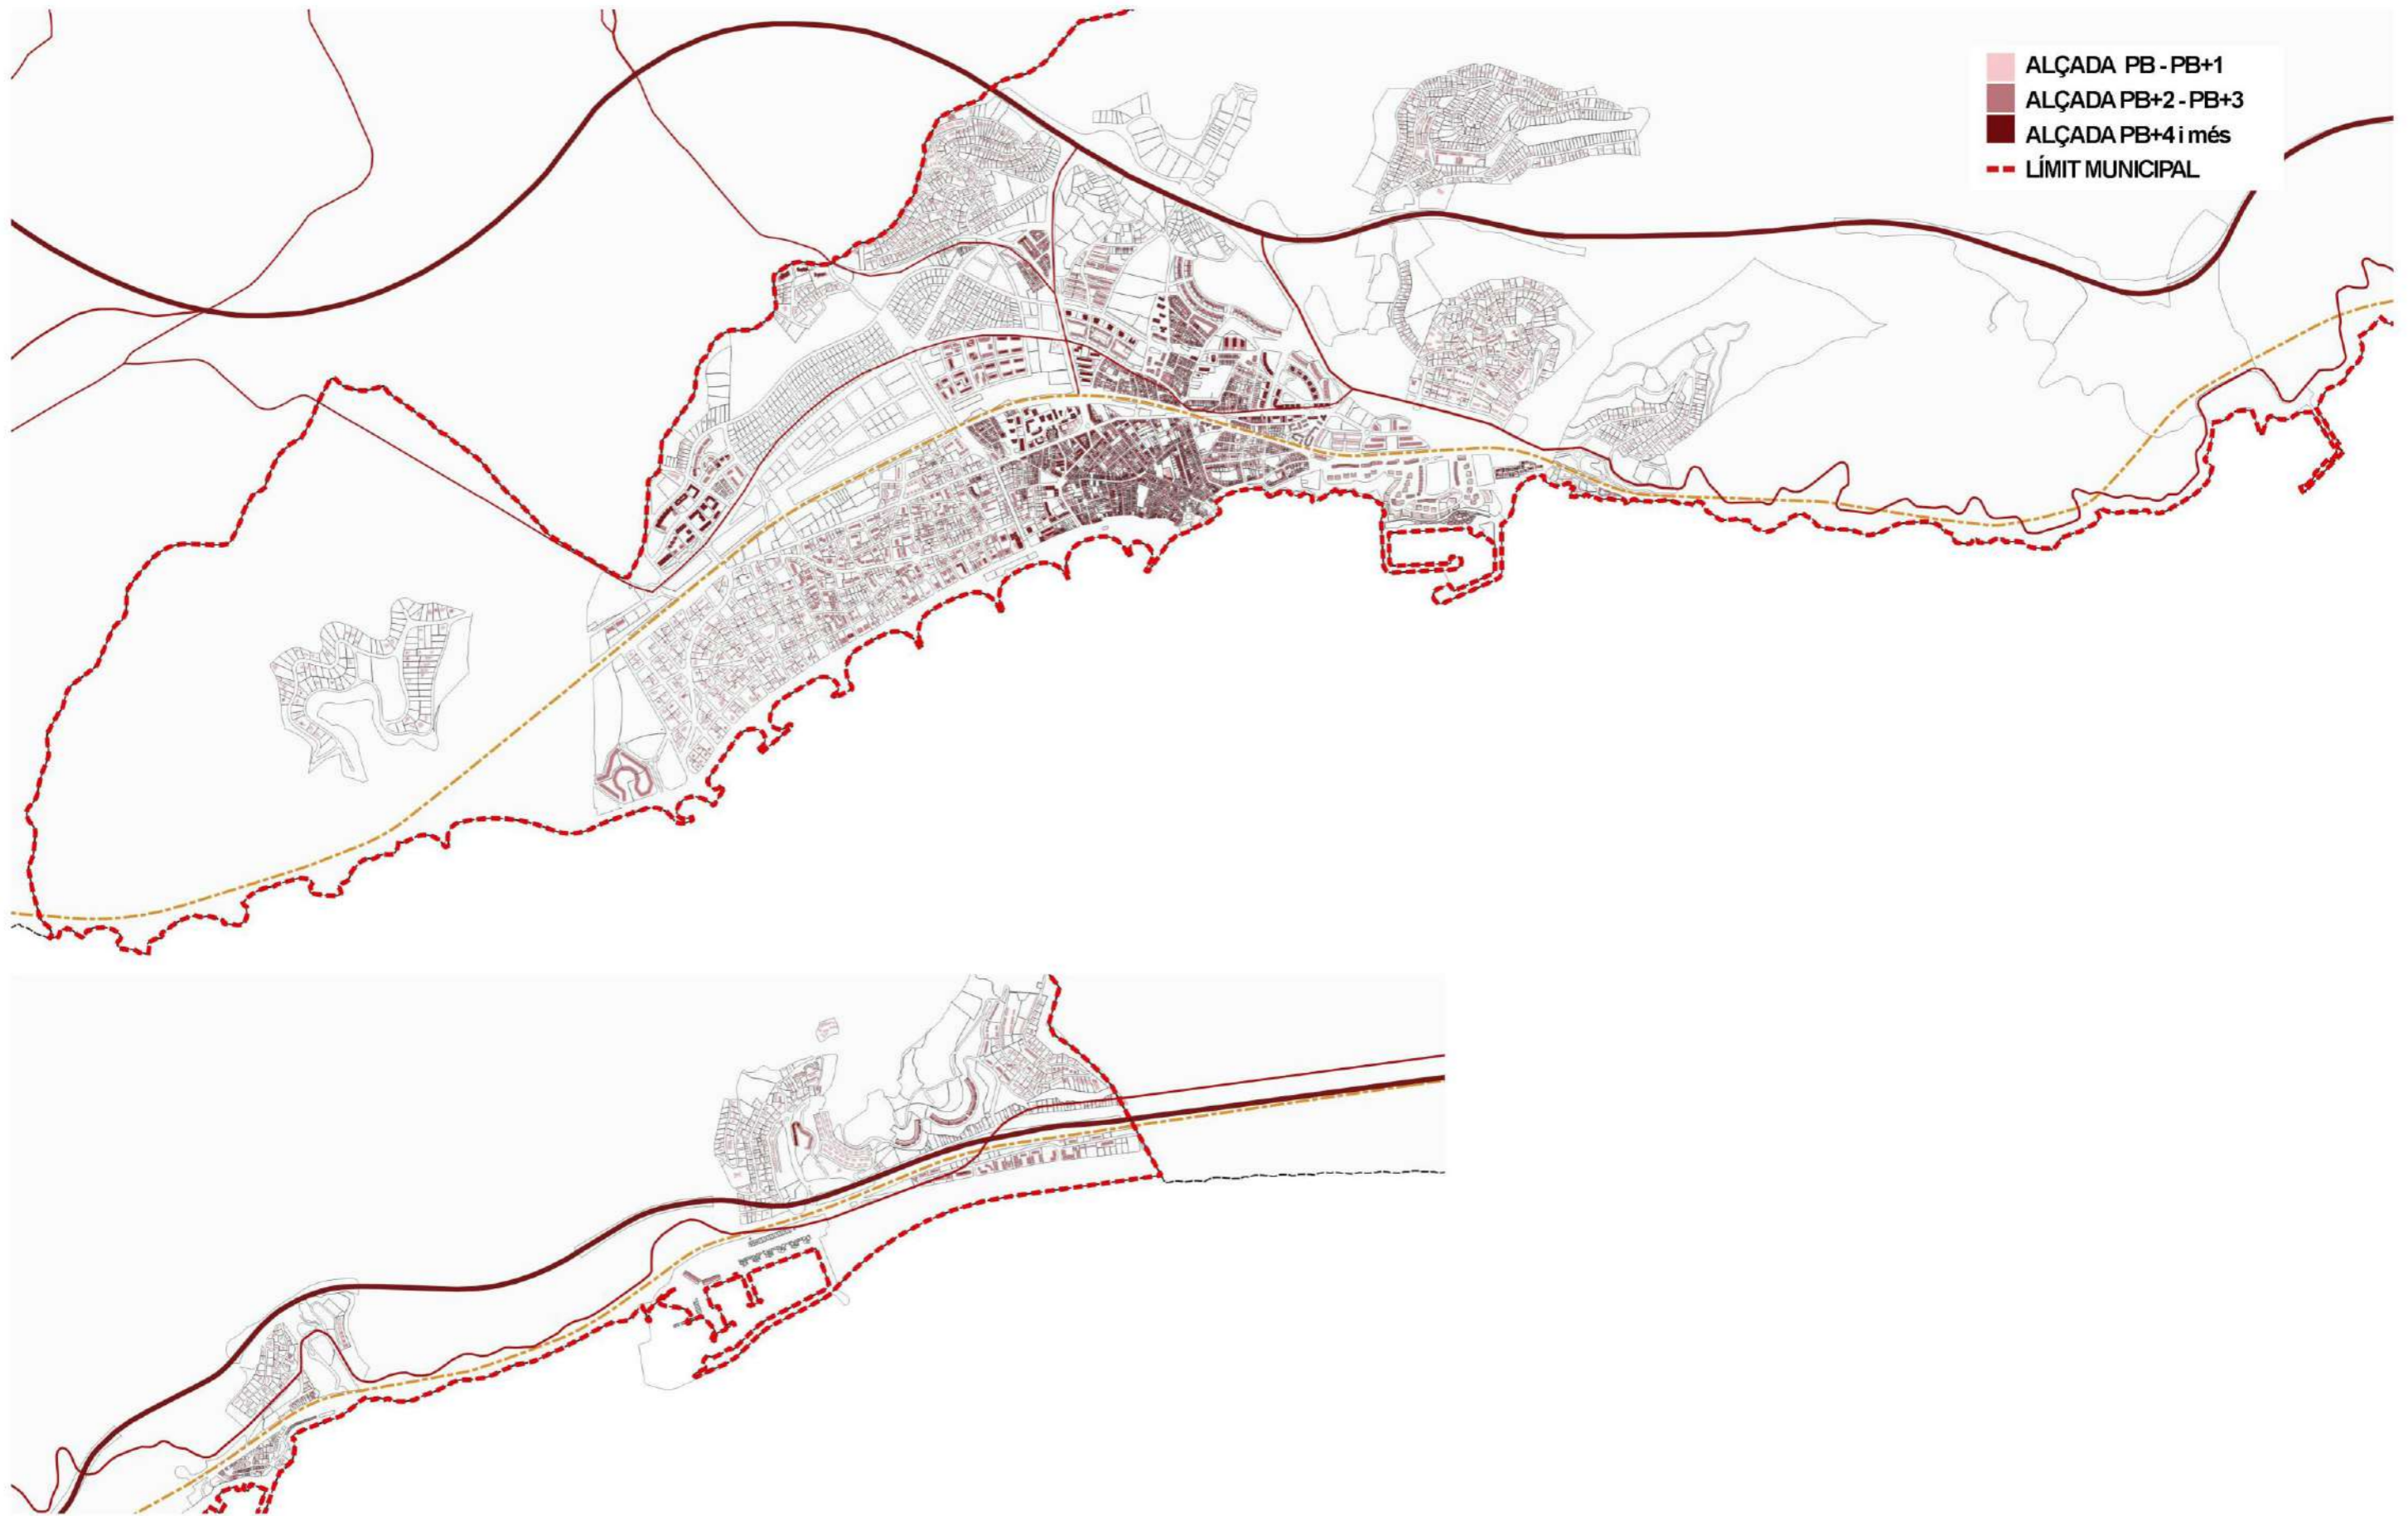 ALÇADA PB - PB+1
ALÇADA PB+2 - PB+3
ALÇADA PB+4 i més
LÍMIT MUNICIPAL